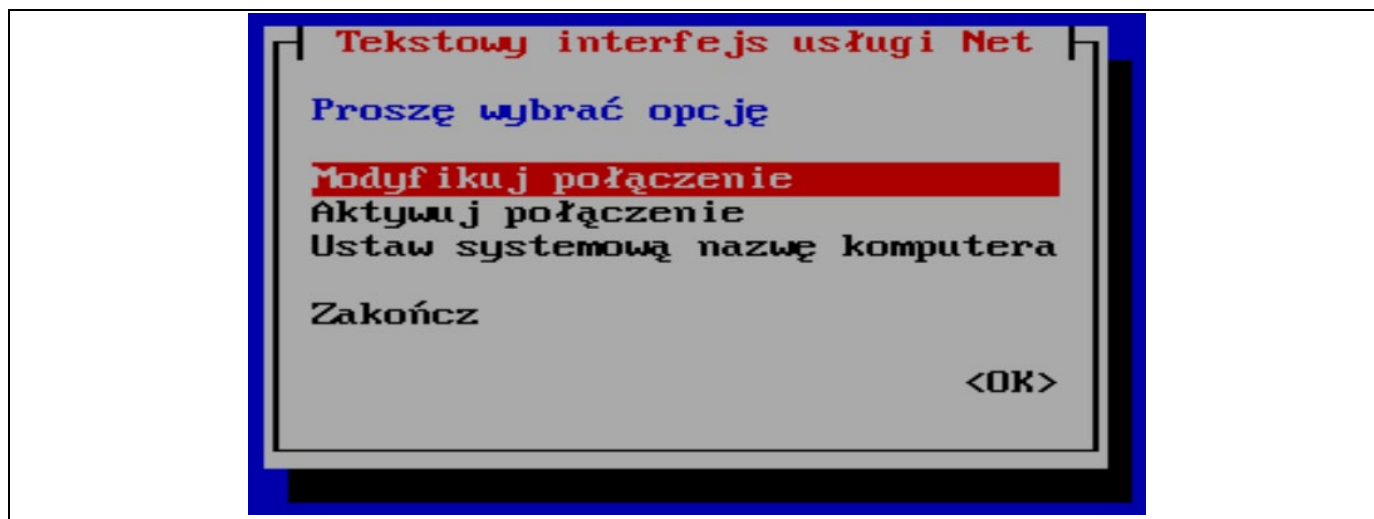 Tekstowy interfejs usługi Net
Proszę wybrać opcję
Modyfikuj połączenie
Aktywuj połączenie
Ustaw systemową nazwę komputera
Zakończ
<OK>